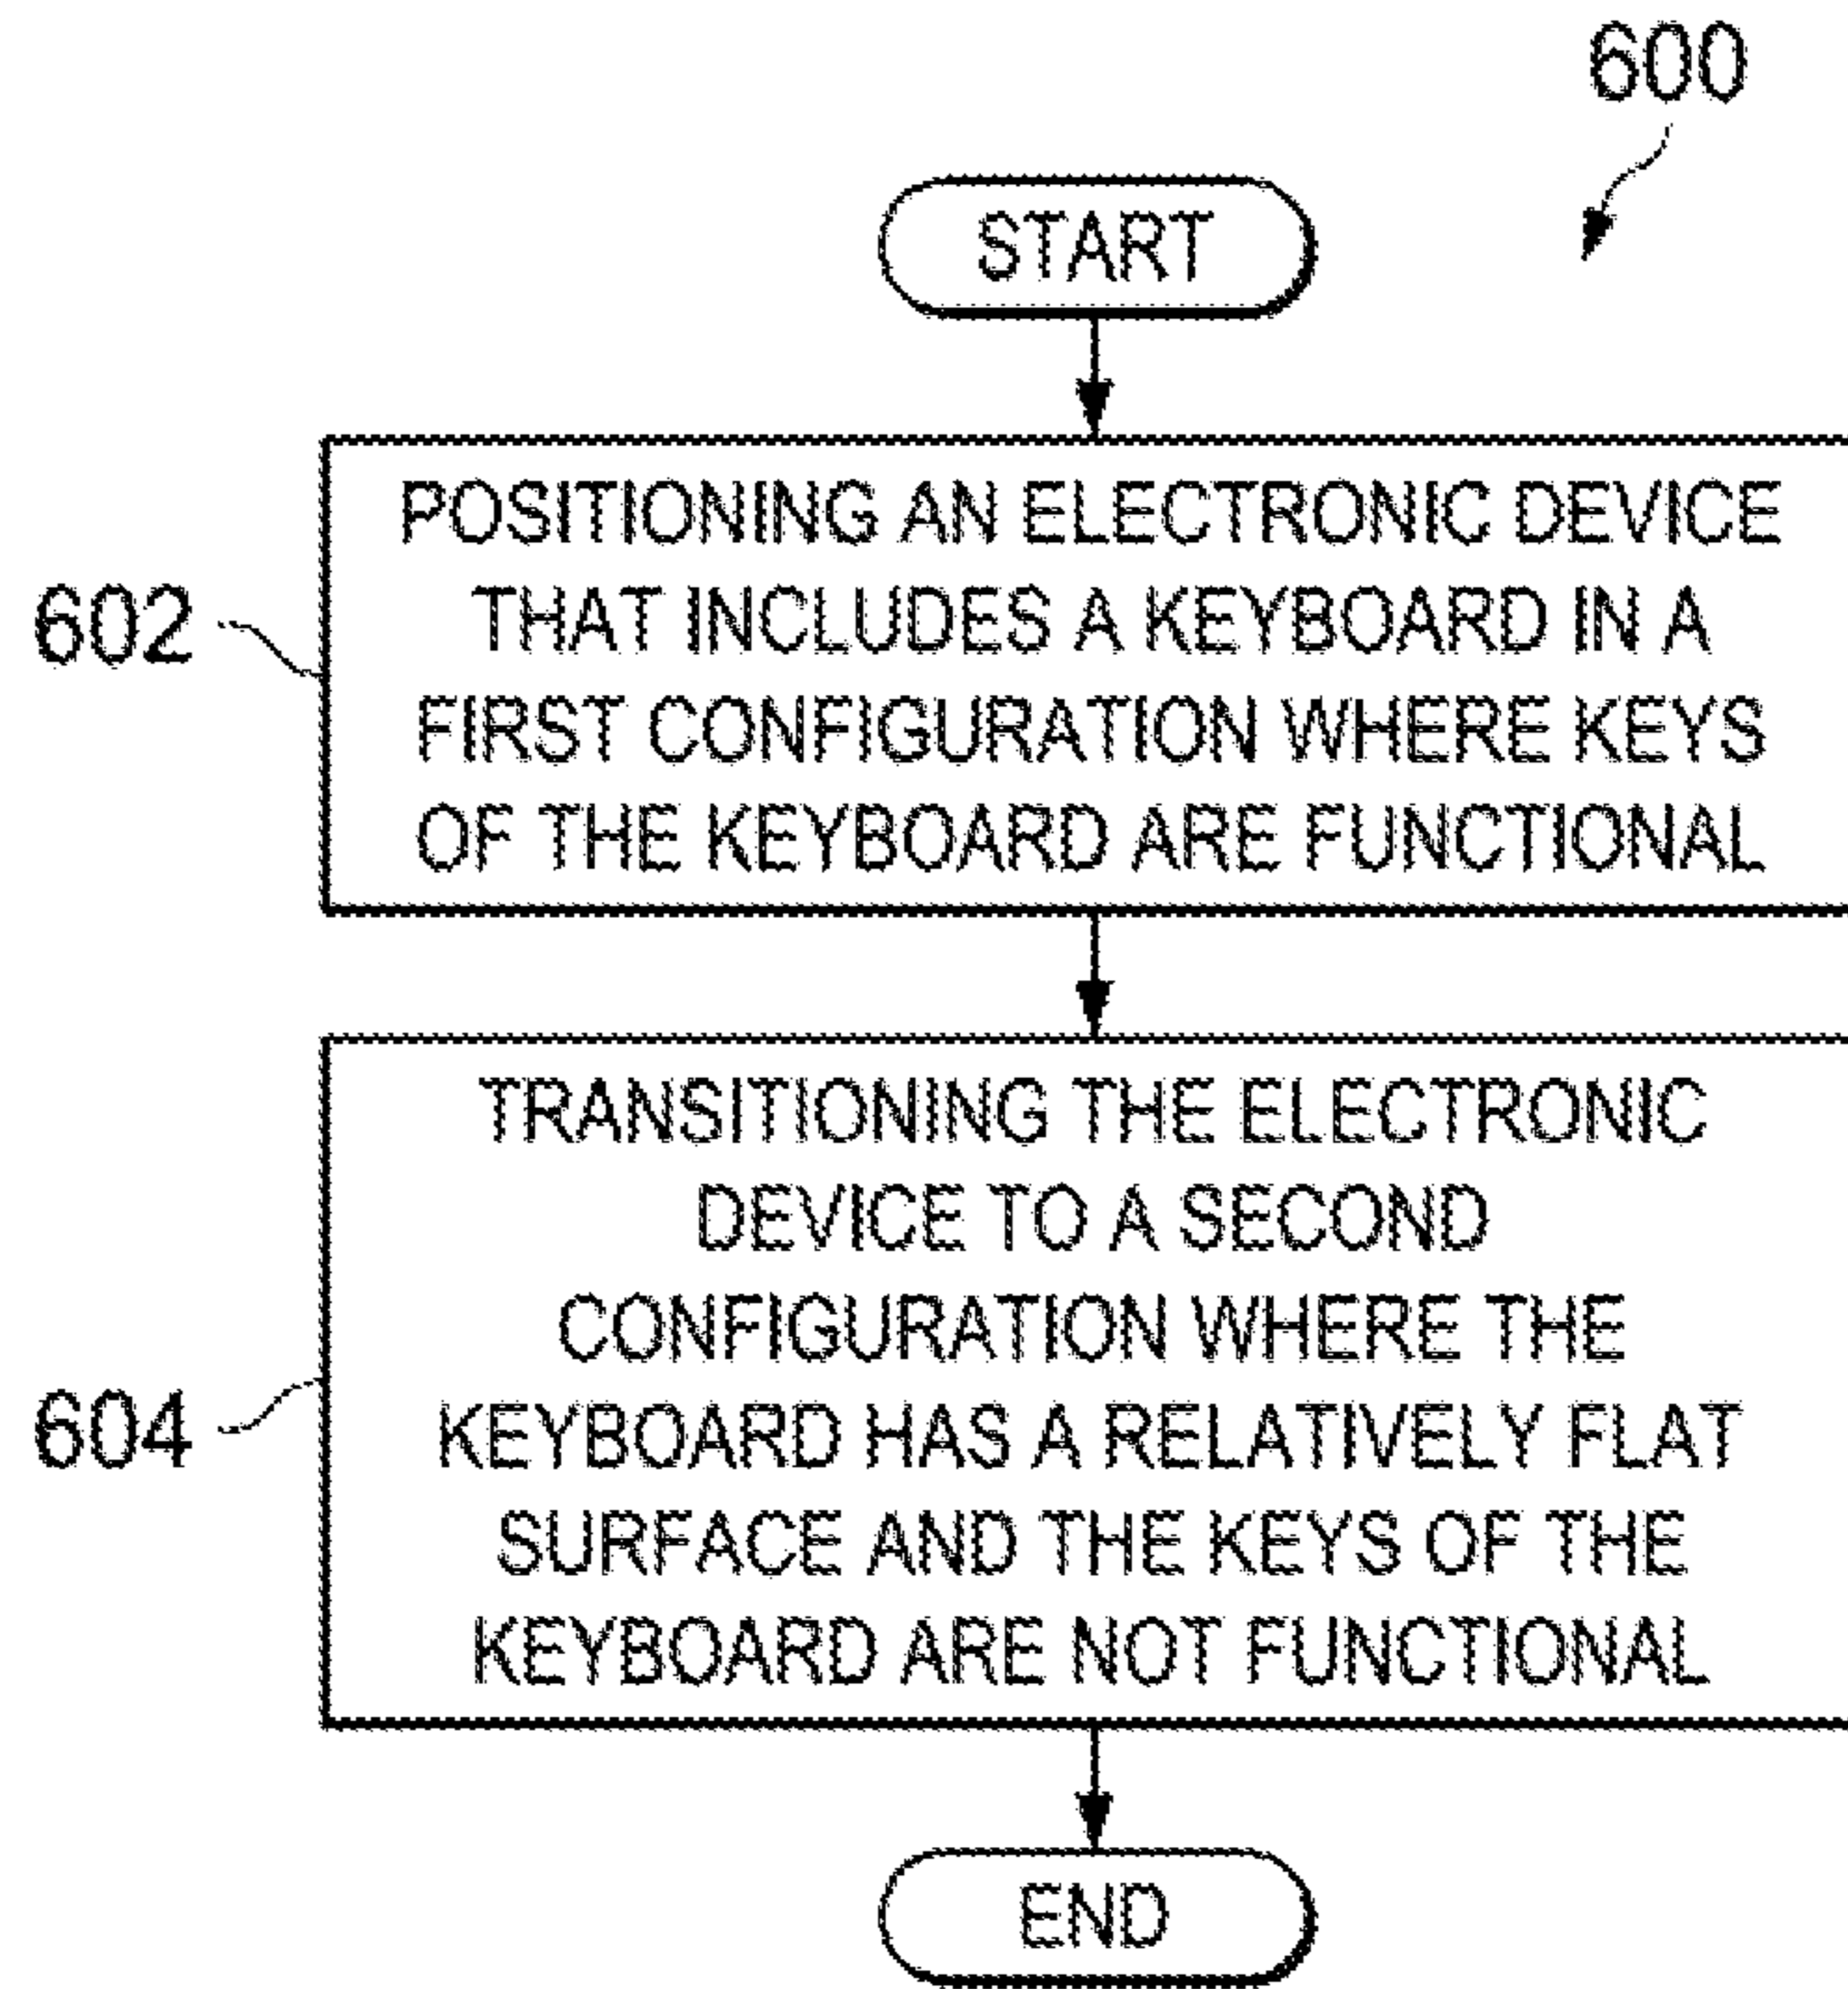 600
START
602
POSITIONING AN ELECTRONIC DEVICE
THAT INCLUDES A KEYBOARD IN A
FIRST CONFIGURATION WHERE KEYS
OF THE KEYBOARD ARE FUNCTIONAL
604
TRANSITIONING THE ELECTRONIC
DEVICE TO A SECOND
CONFIGURATION WHERE THE
KEYBOARD HAS A RELATIVELY FLAT
SURFACE AND THE KEYS OF THE
KEYBOARD ARE NOT FUNCTIONAL
END